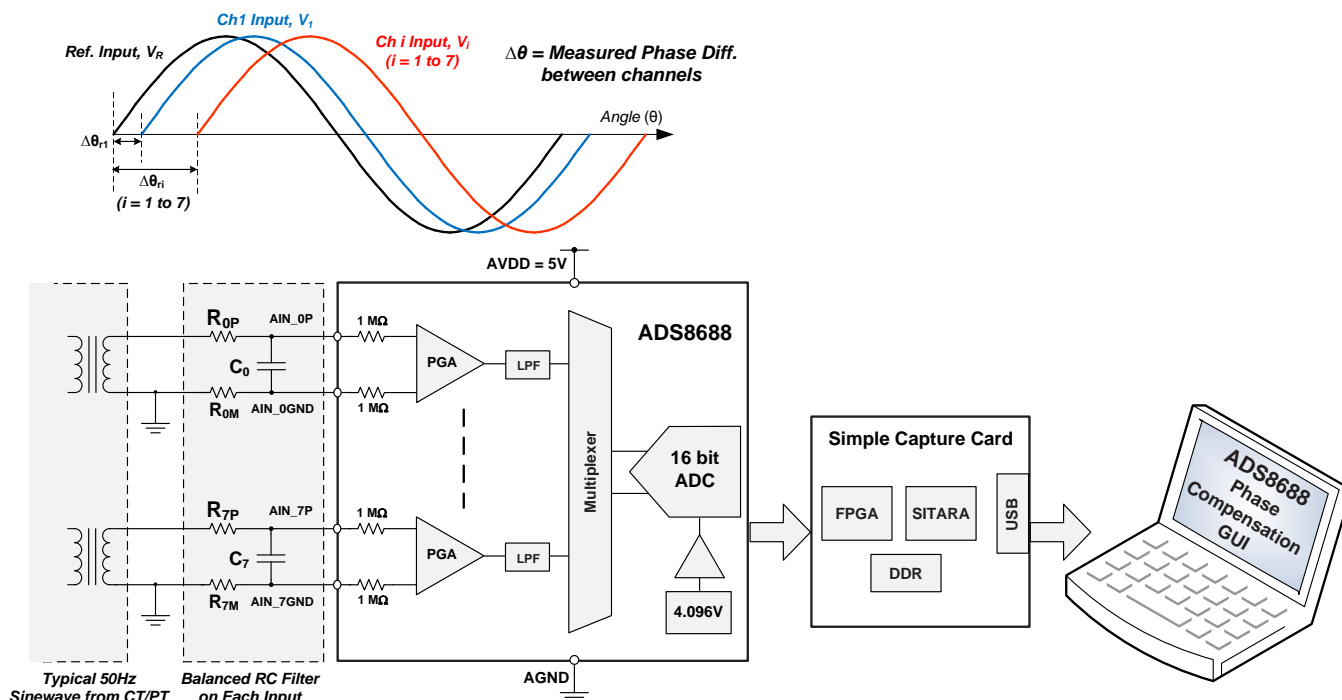 Ch1 Input, V1
Ref. Input, VR
Ch i Input, Vi
(i = 1 to 7)
Δθ = Measured Phase Diff.
between channels
Angle (θ)
Δθr1
Δθri
(i = 1 to 7)
AVDD = 5V
R0P
AIN_0P
1 MΩ
ADS8688
C0
PGA
LPF
R0M
AIN_0GND
1 MΩ
Multiplexer
16 bit
ADC
R7P
AIN_7P
1 MΩ
C7
PGA
LPF
R7M
AIN_7GND
1 MΩ
4.096V
AGND
Simple Capture Card
FPGA
SITARA
USB
DDR
ADS8688
Phase
Compensation
GUI
Typical 50Hz
Sinewave from CT/PT
Balanced RC Filter
on Each Input